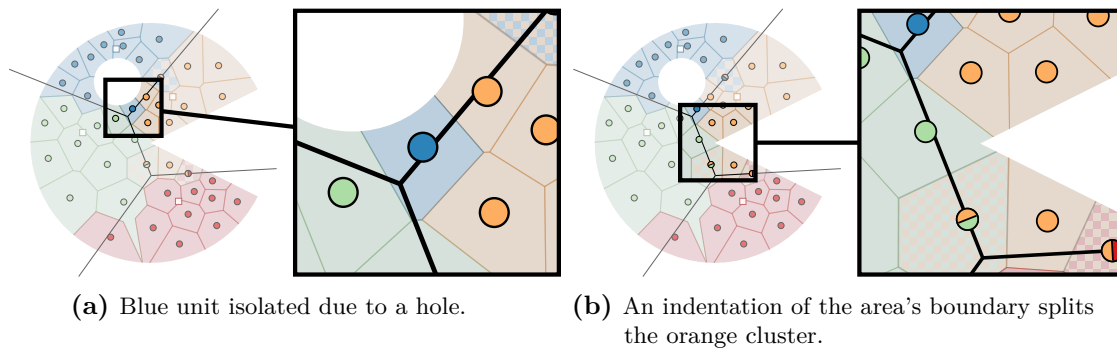 (a) Blue unit isolated due to a hole.
(b) An indentation of the area's boundary splits
the orange cluster.